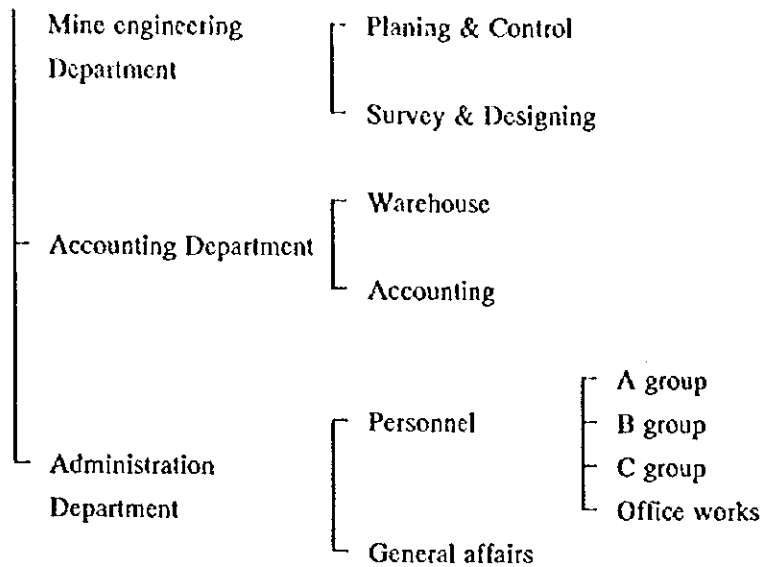 Mine engineering
Department
Planing & Control
Survey & Designing
Accounting Department
Warehouse
Accounting
Administration
Department
Personnel
A group
B group
C group
Office works
General affairs